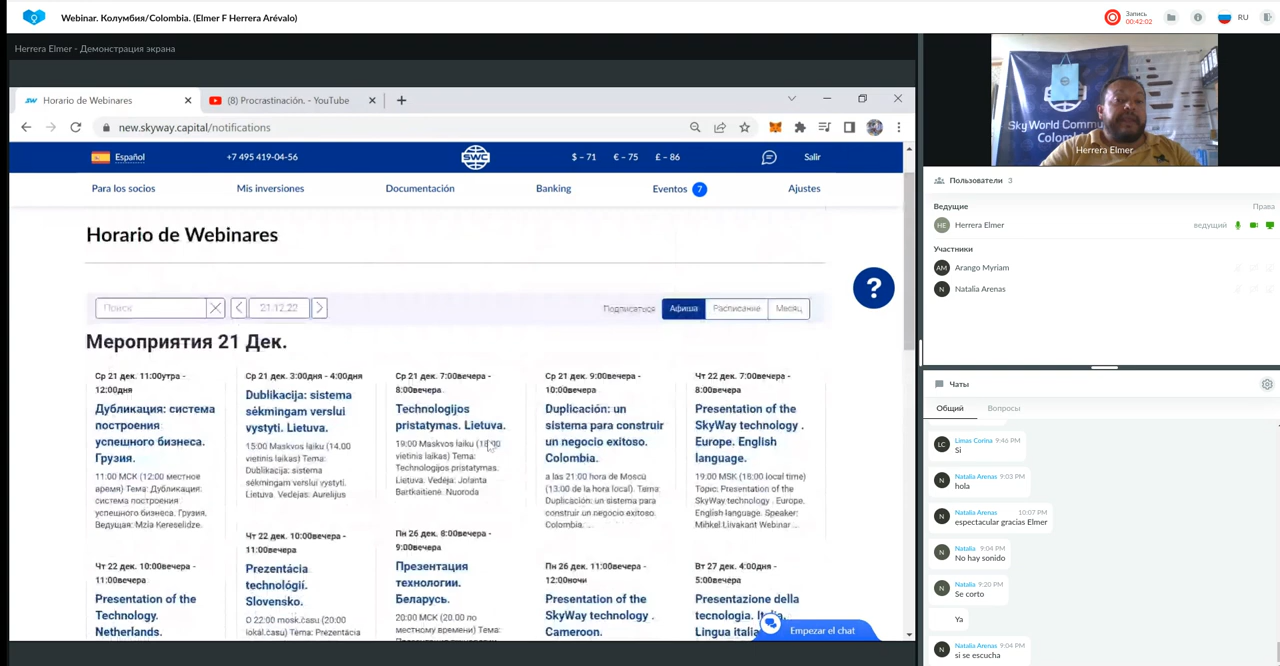 Webinar. Колумбия/Colombia. (Elmer F Herrera Arévalo)
Запись
00:42:02
RU
Herrera Elmer - Демонстрация экрана
Horario de Webinares
(8) Procrastinación. - YouTube
new.skyway.capital/notifications
Español
+7 495 419-04-56
SWC
$ – 71
€ – 75
£ – 86
Salir
Para los socios
Mis inversiones
Documentación
Banking
Eventos 7
Ajustes
Horario de Webinares
?
Поиск
21.12.22
Подписаться
Афиша
Расписание
Месяц
Мероприятия 21 Дек.
Ср 21 дек. 11:00утра -
12:00дня
Дубликация: система
построения
успешного бизнеса.
Грузия.
11:00 МСК (12:00 местное
время) Тема: Дубликация:
система построения
успешного бизнеса. Грузия.
Ведущая: Mzia Kereselidze.
Ср 21 дек. 3:00дня - 4:00дня
Dublikacija: sistema
sėkmingam verslui
vystyti. Lietuva.
15:00 Maskvos laiku (14.00
vietinis laikas) Tema:
Dublikacija: sistema
sėkmingam verslui vystyti.
Lietuva. Vedėjas: Aurelijus
Ср 21 дек. 7:00вечера -
8:00вечера
Technologijos
pristatymas. Lietuva.
19:00 Maskvos laiku (18:00
vietinis laikas) Tema:
Technologijos pristatymas.
Lietuva. Vedėja: Jolanta
Bartkaitienė. Nuoroda
Ср 21 дек. 9:00вечера -
10:00вечера
Duplicación: un
sistema para construir
un negocio exitoso.
Colombia.
a las 21:00 hora de Moscú
(13.00 de la hora local). Tema:
Duplicación: un sistema para
construir un negocio exitoso.
Colombia. ...
Чт 22 дек. 7:00вечера -
8:00вечера
Presentation of the
SkyWay technology .
Europe. English
language.
19.00 MSK (18:00 local time)
Topic: Presentation of the
SkyWay technology . Europe.
English language. Speaker:
Mihkel Liivakant Webinar ...
Чт 22 дек. 10:00вечера -
11:00вечера
Presentation of the
Technology.
Netherlands.
Чт 22 дек. 10:00вечера -
11:00вечера
Prezentácia
technológií.
Slovensko.
O 22:00 mosk.času (20:00
lokál.času) Téma: Prezentácia
Пн 26 дек. 8:00вечера -
9:00вечера
Презентация
технологии.
Беларусь.
20:00 МСК (20.00 по
местному времени) Тема:
Пн 26 дек. 11:00вечера -
12:00ночи
Presentation of the
SkyWay technology .
Cameroon.
Вт 27 дек. 4:00дня -
5:00вечера
Presentazione della
tecnologia.
Lingua italia
Empezar el chat
SkyWorld Commu
Colom
Herrera Elmer
Пользователи 3
Ведущие
Права
HE
Herrera Elmer
ведущий
Участники
AM
Arango Myriam
N
Natalia Arenas
Чаты
Общий
Вопросы
LC
Limas Corina 9:46 PM
Si
N
Natalia Arenas 9:03 PM
hola
N
Natalia Arenas 10:07 PM
espectacular gracias Elmer
N
Natalia 9:04 PM
No hay sonido
N
Natalia 9:20 PM
Se corto
Ya
N
Natalia Arenas 9:04 PM
si se escucha